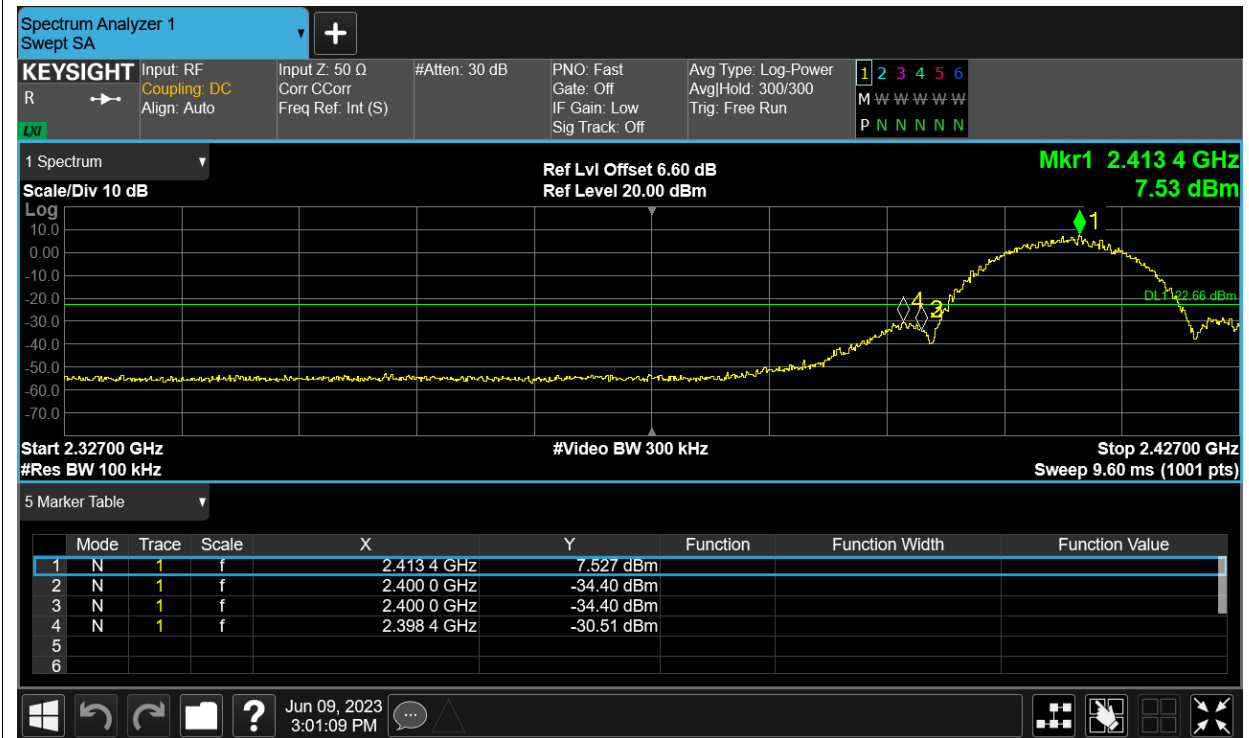 Spectrum Analyzer 1
Swept SA
+
KEYSIGHT
R
LXI
Input: RF
Coupling: DC
Align: Auto
Input Z: 50 Ω
Corr CCorr
Freq Ref: Int (S)
#Atten: 30 dB
PNO: Fast
Gate: Off
IF Gain: Low
Sig Track: Off
Avg Type: Log-Power
Avg|Hold: 300/300
Trig: Free Run
1 2 3 4 5 6
M W W W W W
P N N N N N
1 Spectrum
Scale/Div 10 dB
Ref Lvl Offset 6.60 dB
Ref Level 20.00 dBm
Mkr1 2.413 4 GHz
7.53 dBm
Log
10.0
0.00
-10.0
-20.0
-30.0
-40.0
-50.0
-60.0
-70.0
1
4
DL1 -22.66 dBm
Start 2.32700 GHz
#Res BW 100 kHz
#Video BW 300 kHz
Stop 2.42700 GHz
Sweep 9.60 ms (1001 pts)
5 Marker Table
Mode Trace Scale X Y Function Function Width Function Value
1 N 1 f 2.413 4 GHz 7.527 dBm
2 N 1 f 2.400 0 GHz -34.40 dBm
3 N 1 f 2.400 0 GHz -34.40 dBm
4 N 1 f 2.398 4 GHz -30.51 dBm
5
6
?
Jun 09, 2023
3:01:09 PM